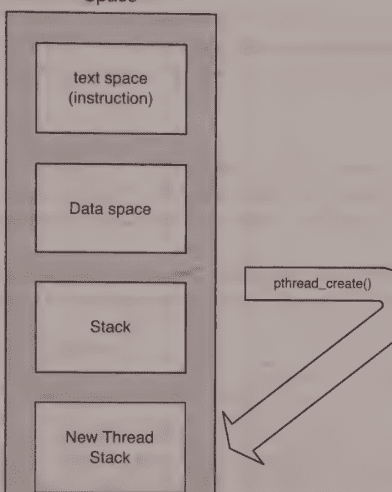 text space
(instruction)
Data space
Stack
pthread_create()
New Thread
Stack